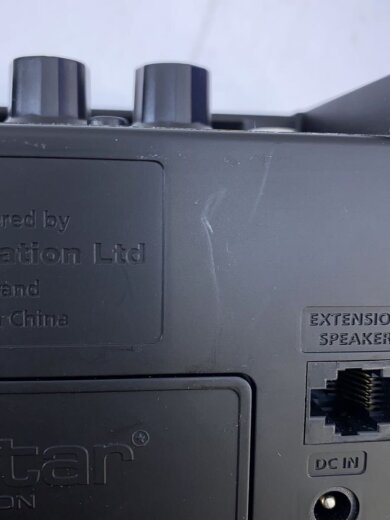 red by
ation Ltd
and
China
EXTENSIO
SPEAKER
DC IN
tar®
ON